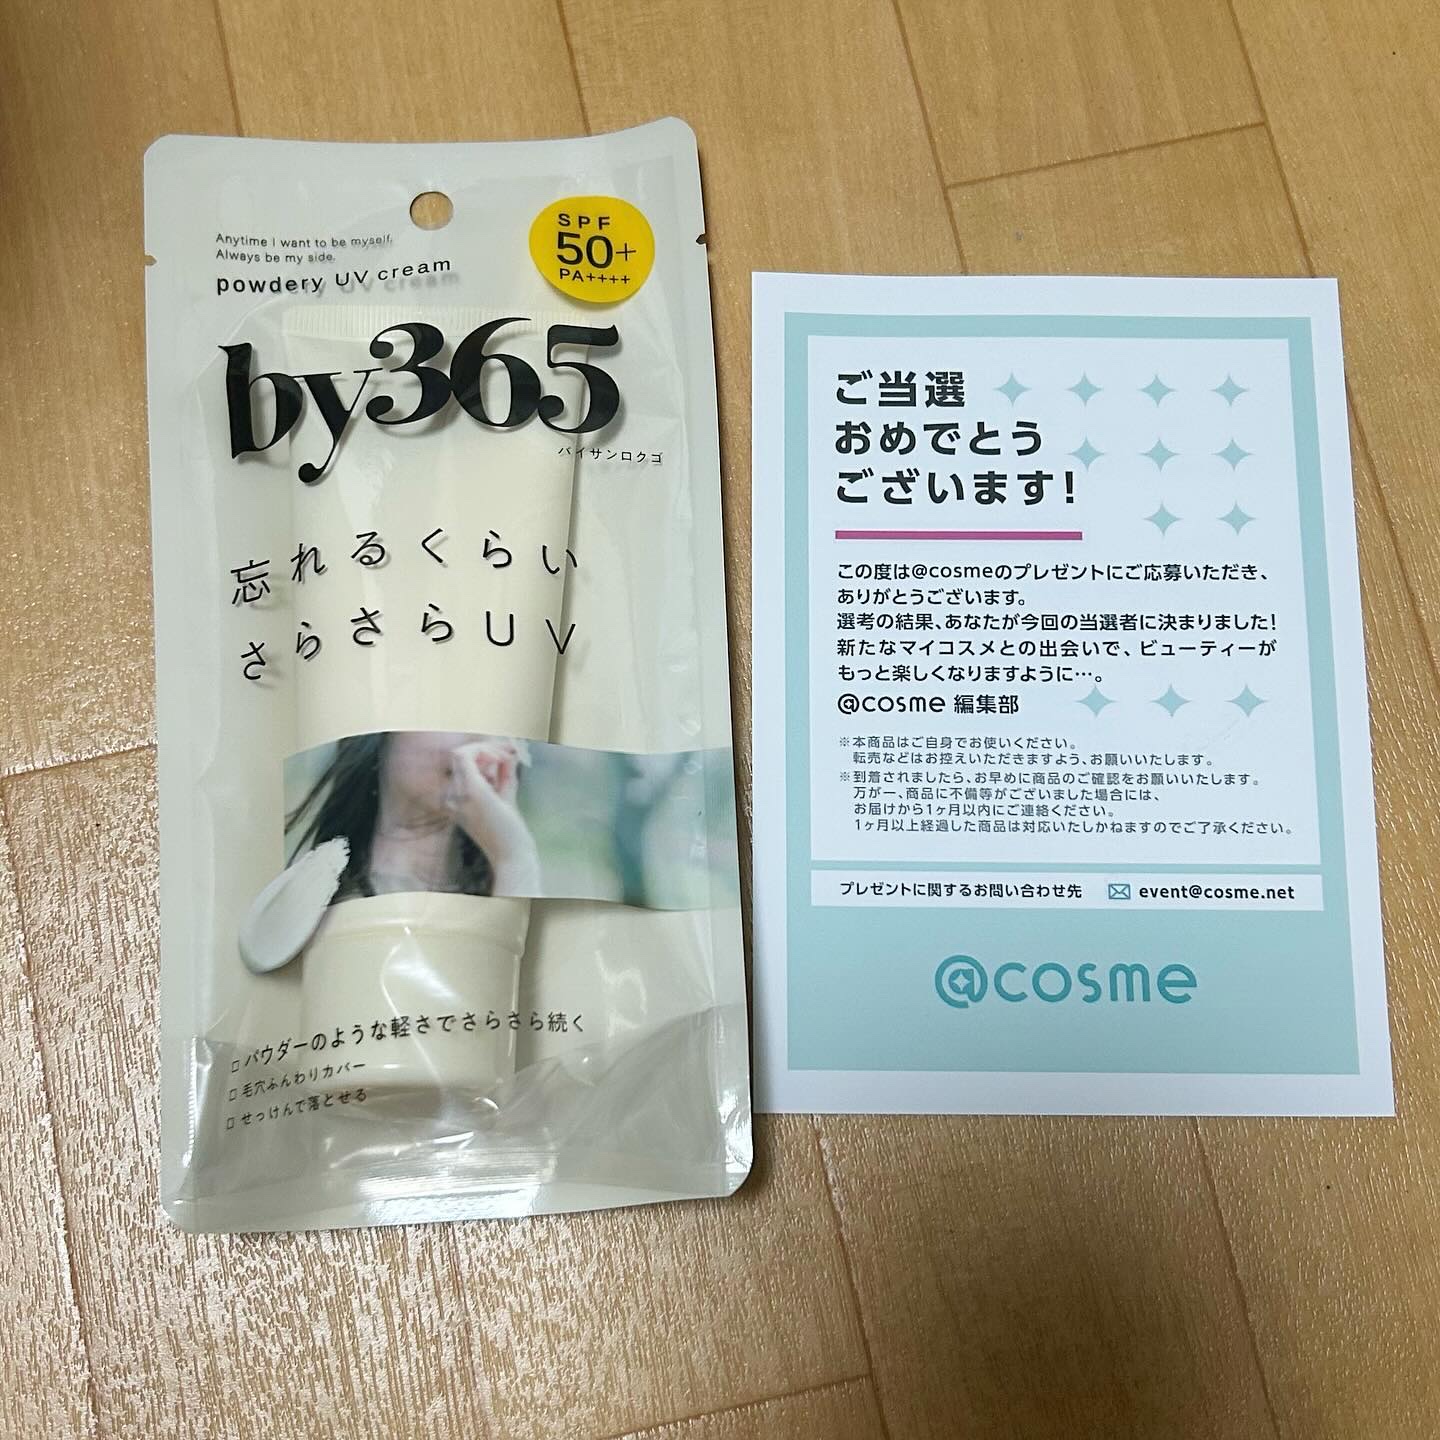 Anytime I want to be myself.
Always be my side.
powdery UV cream
SPF
50+
PA++++
by365
バイサンロクゴ
忘れるくらい
さらさらUV
□ パウダーのような軽さでさらさら続く
□ 毛穴ふんわりカバー
□ せっけんで落とせる
ご当選
おめでとう
ございます!
この度は@cosmeのプレゼントにご応募いただき、
ありがとうございます。
選考の結果、あなたが今回の当選者に決まりました!
新たなマイコスメとの出会いで、ビューティーが
もっと楽しくなりますように…。
@cosme 編集部
※本商品はご自身でお使いください。
転売などはお控えいただきますよう、お願いいたします。
※到着されましたら、お早めに商品のご確認をお願いいたします。
万が一、商品に不備等がございました場合には、
お届けから1ヶ月以内にご連絡ください。
1ヶ月以上経過した商品は対応いたしかねますのでご了承ください。
プレゼントに関するお問い合わせ先 event@cosme.net
@cosme